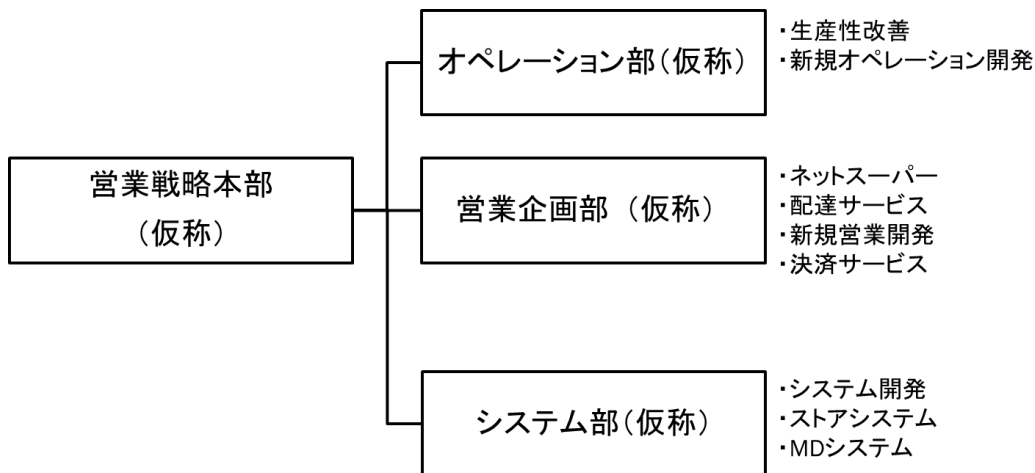 オペレーション部（仮称）
・生産性改善
・新規オペレーション開発
営業戦略本部
（仮称）
営業企画部　（仮称）
・ネットスーパー
・配達サービス
・新規営業開発
・決済サービス
システム部（仮称）
・システム開発
・ストアシステム
・MDシステム